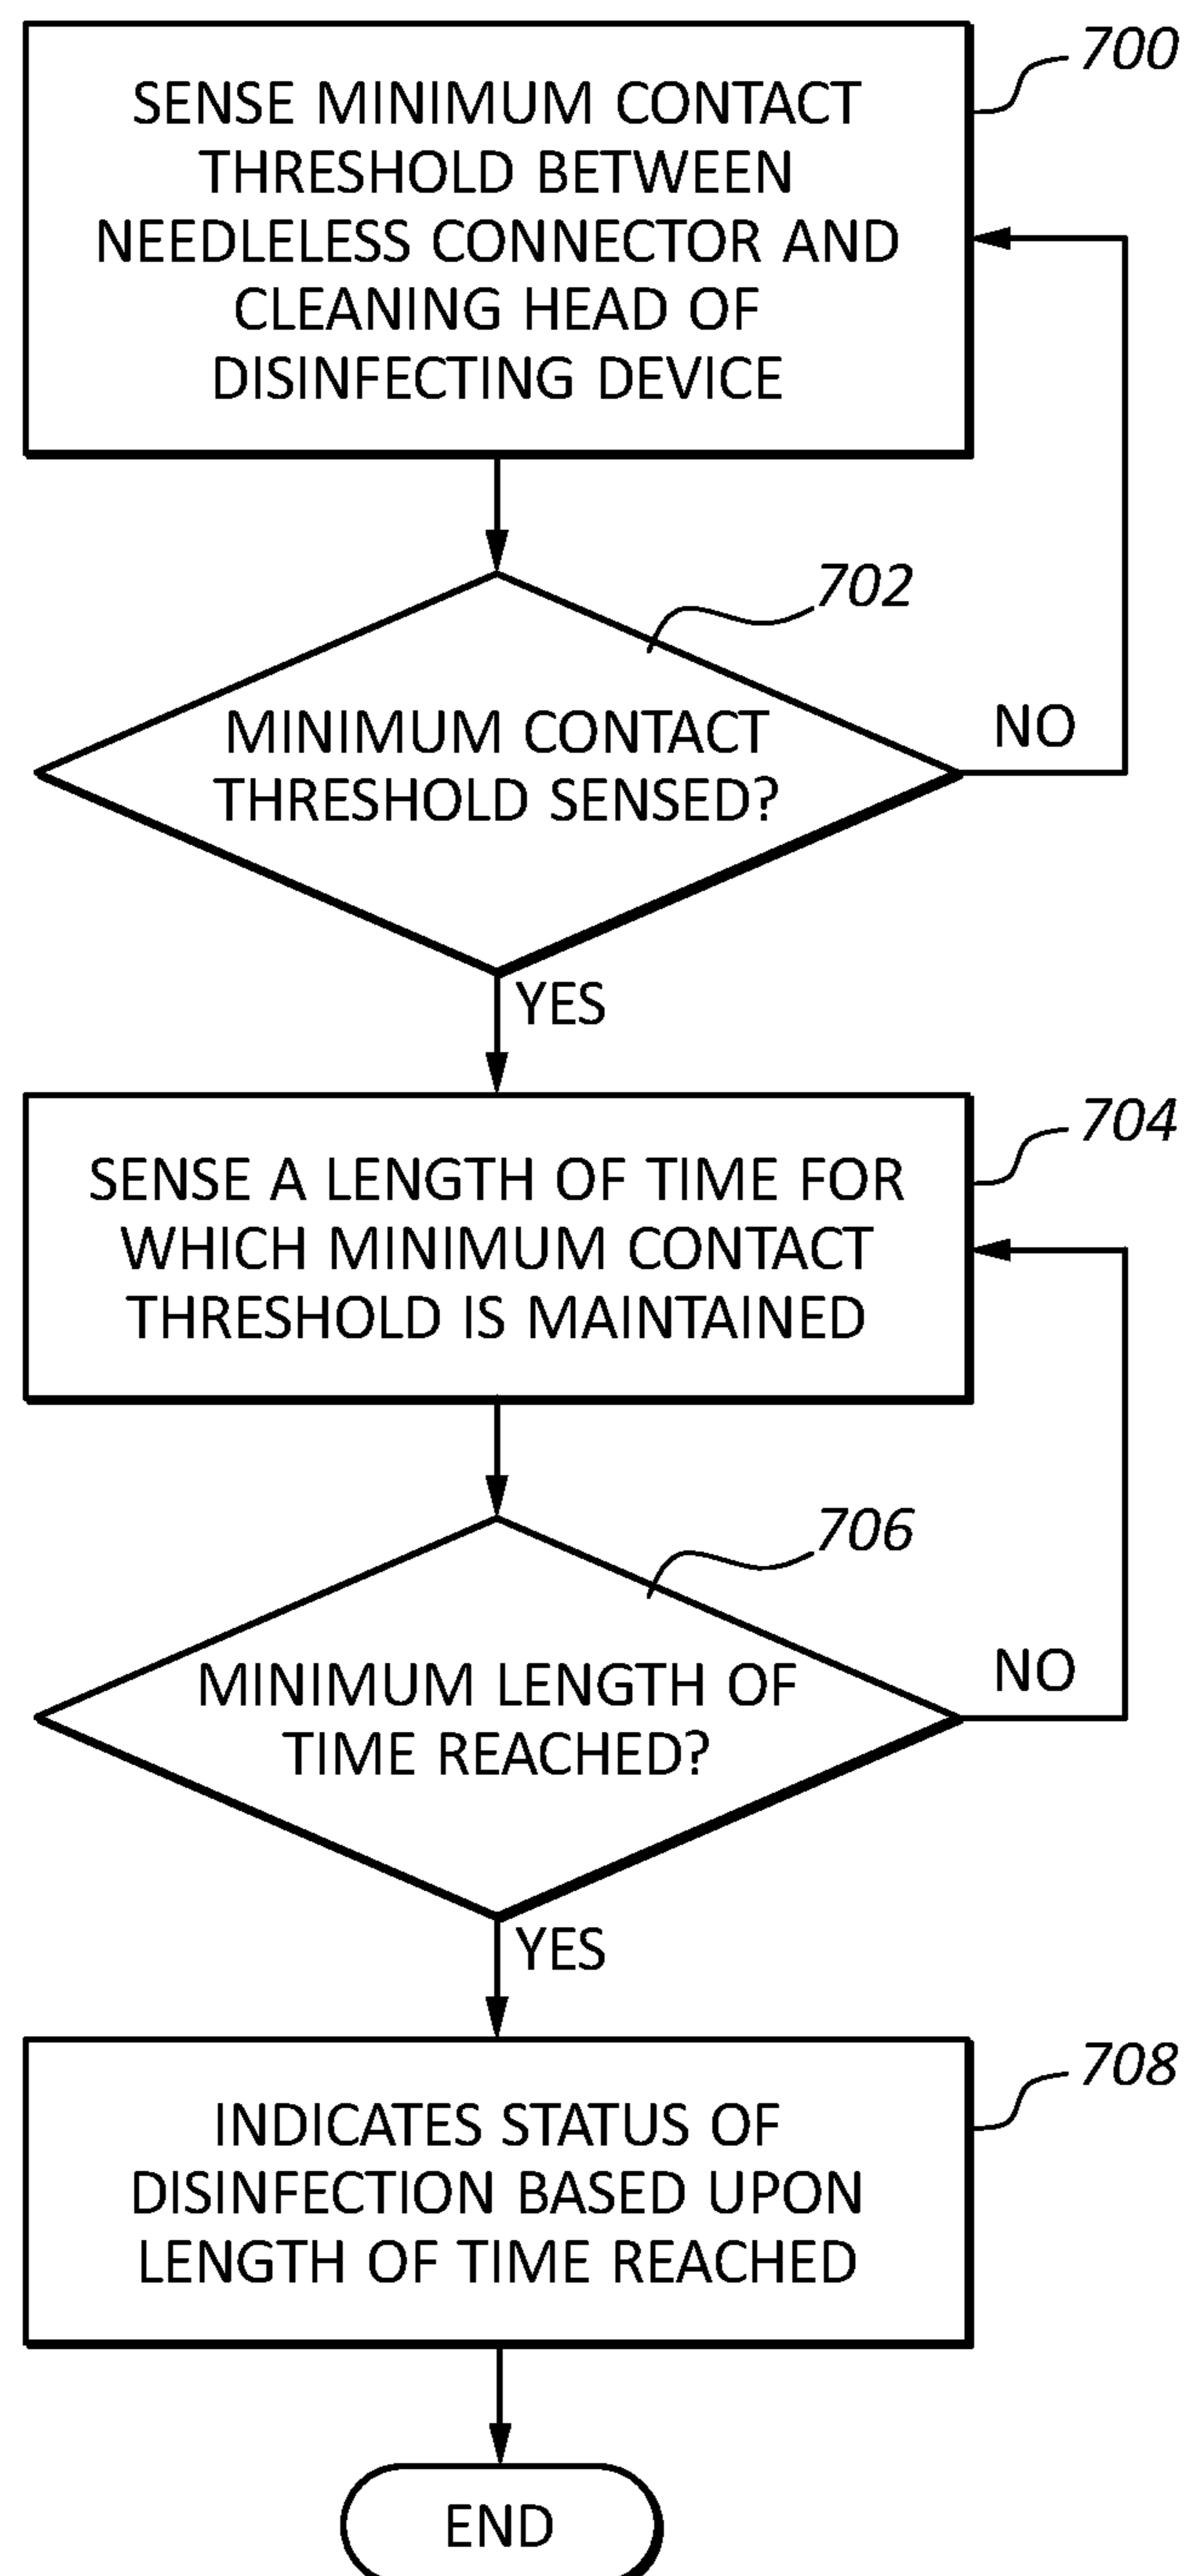 700
SENSE MINIMUM CONTACT
THRESHOLD BETWEEN
NEEDLELESS CONNECTOR AND
CLEANING HEAD OF
DISINFECTING DEVICE
702
MINIMUM CONTACT
THRESHOLD SENSED?
NO
YES
704
SENSE A LENGTH OF TIME FOR
WHICH MINIMUM CONTACT
THRESHOLD IS MAINTAINED
706
MINIMUM LENGTH OF
TIME REACHED?
NO
YES
708
INDICATES STATUS OF
DISINFECTION BASED UPON
LENGTH OF TIME REACHED
END